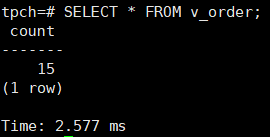 tpch=# SELECT * FROM v_order;
 count
-------
    15
(1 row)

Time: 2.577 ms